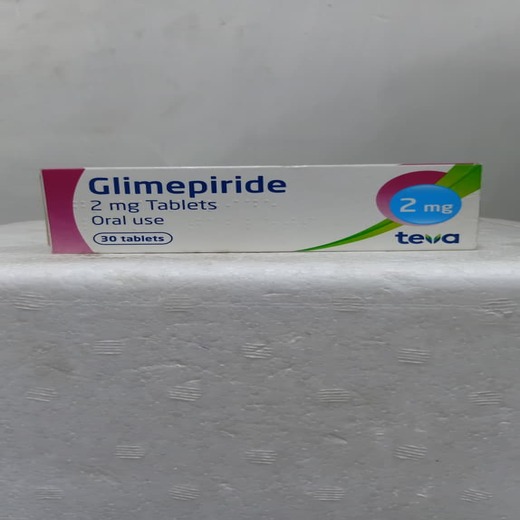 Glimepiride
2 mg Tablets
Oral use
30 tablets
2 mg
teva